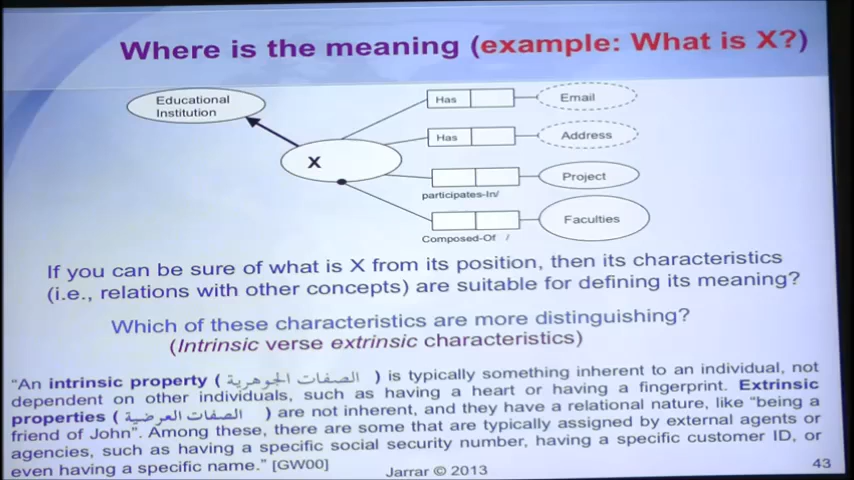 Where is the meaning (example: What is X?)
Educational
Institution
X
Has
Email
Has
Address
participates-In/
Project
Composed-Of /
Faculties
If you can be sure of what is X from its position, then its characteristics
(i.e., relations with other concepts) are suitable for defining its meaning?
Which of these characteristics are more distinguishing?
(Intrinsic verse extrinsic characteristics)
"An intrinsic property ( الصفات الجوهرية ) is typically something inherent to an individual, not
dependent on other individuals, such as having a heart or having a fingerprint. Extrinsic
properties ( الصفات العرضية ) are not inherent, and they have a relational nature, like "being a
friend of John". Among these, there are some that are typically assigned by external agents or
agencies, such as having a specific social security number, having a specific customer ID, or
even having a specific name." [GW00]
Jarrar © 2013
43